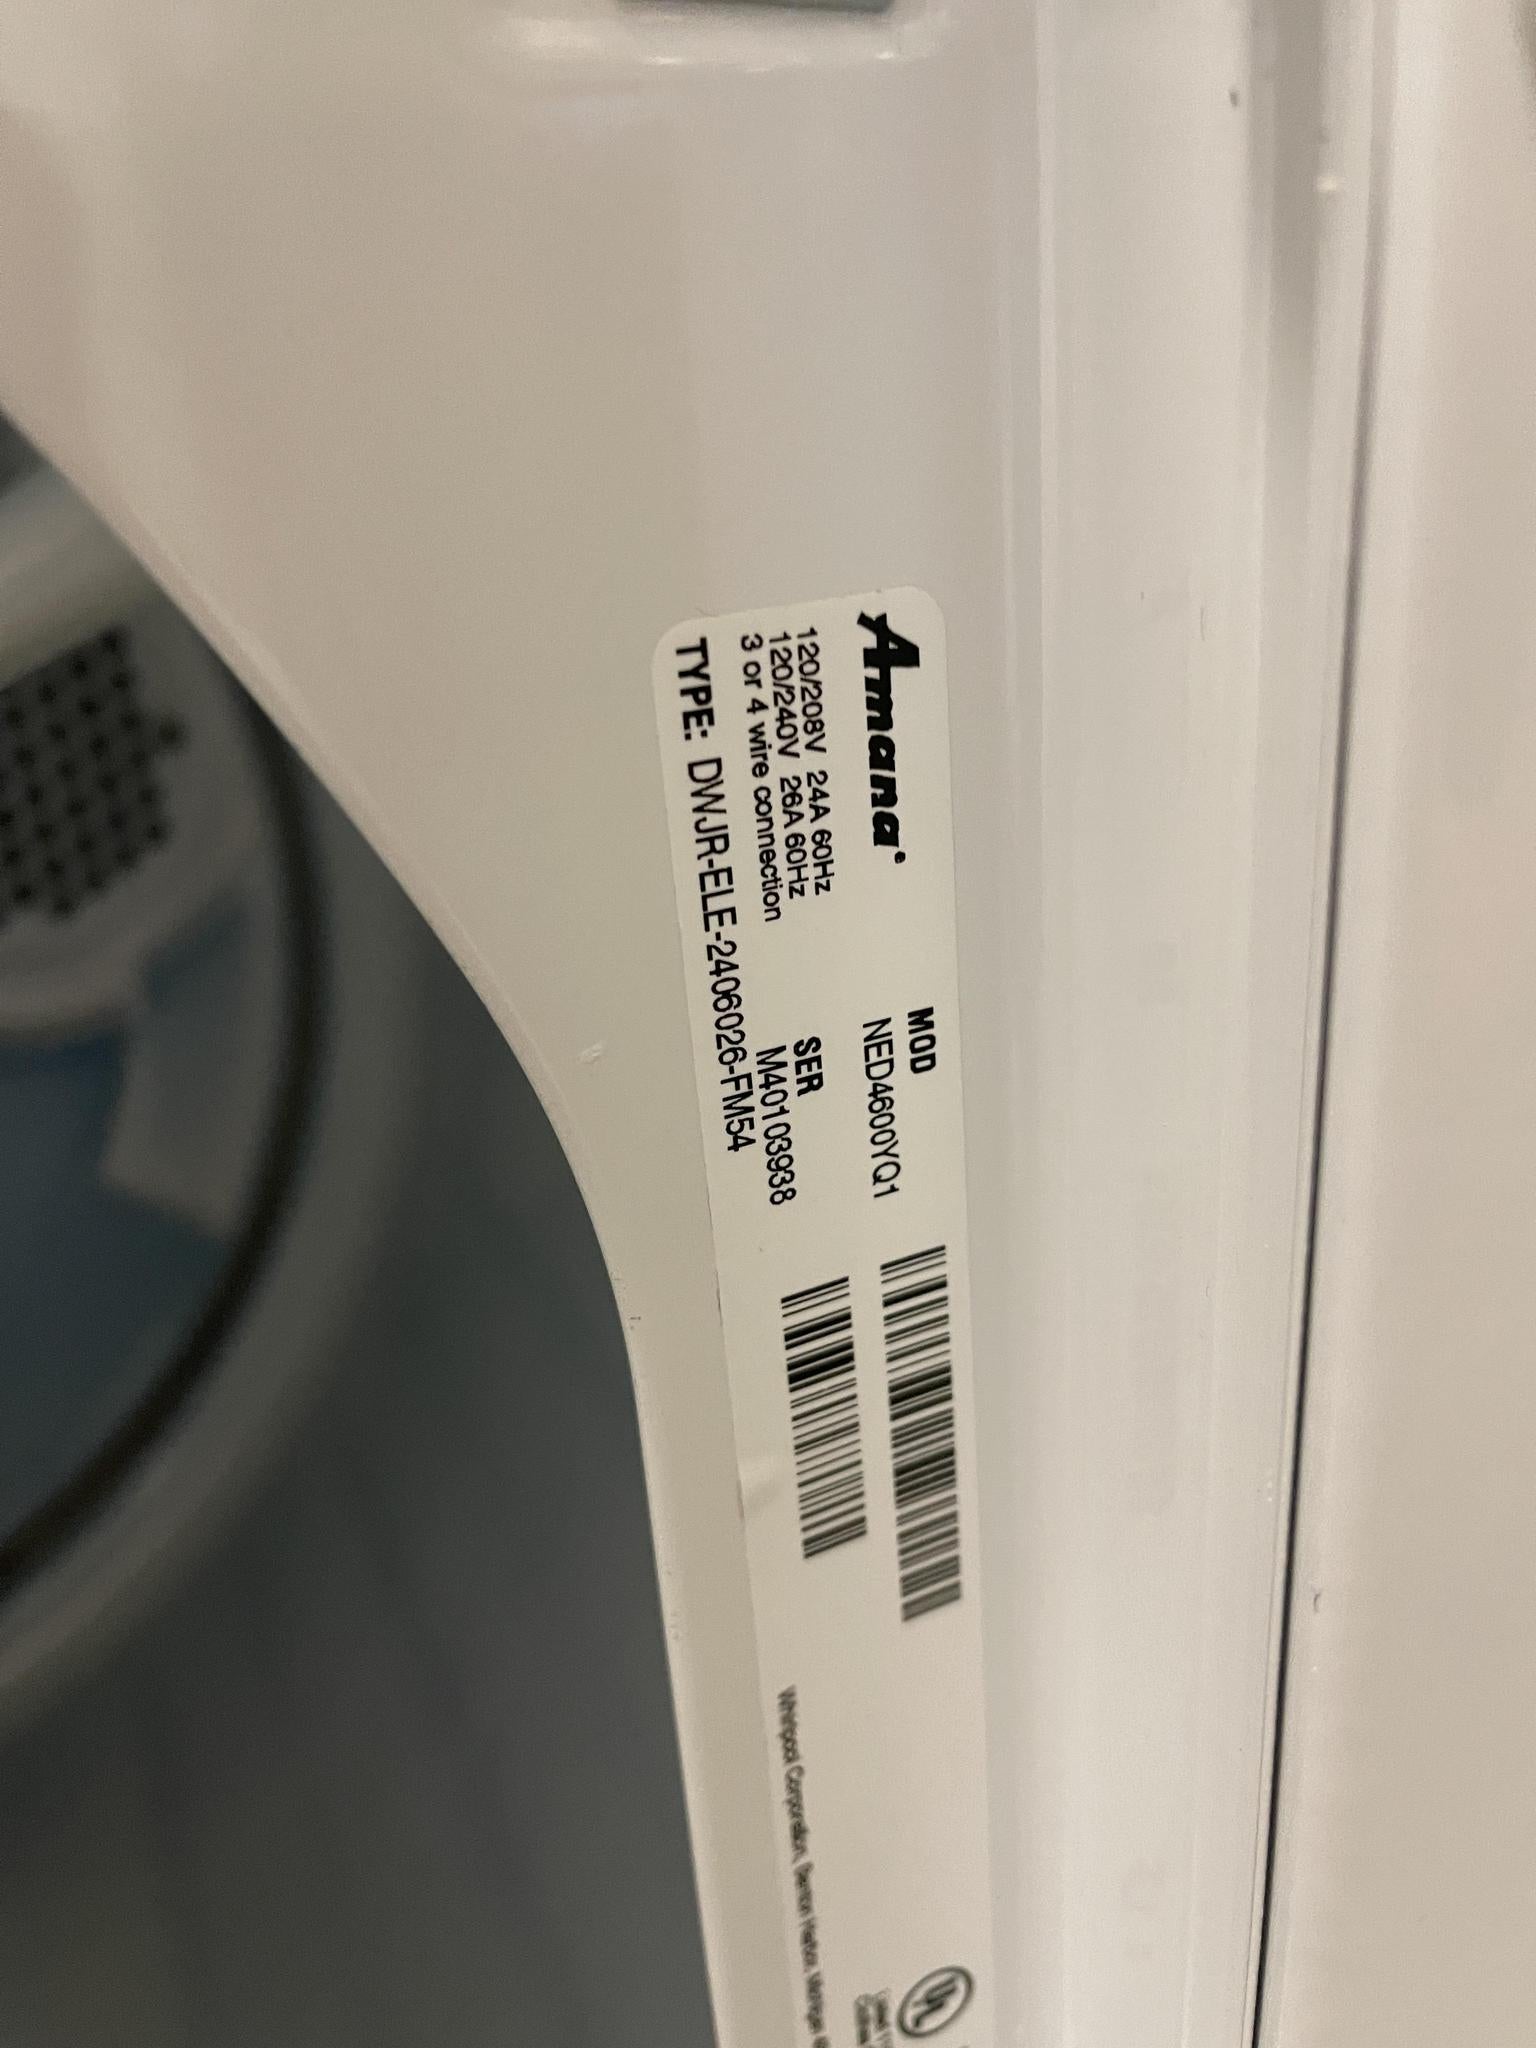 Amana®
120/208V 24A 60Hz
120/240V 26A 60Hz
3 or 4 wire connection
TYPE: DWJR-ELE-2406026-FM54
MOD
NED4600YQ1
SER
M40103938
Whirlpool Corporation, Benton Harbor, Michigan
UL